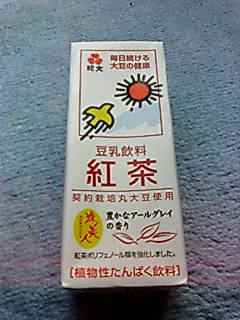 紀文
毎日続ける
大豆の健康
豆乳飲料
紅茶
契約栽培丸大豆使用
豊かなアールグレイ
の香り
紅茶ポリフェノール類を強化しました。
[植物性たんぱく飲料]